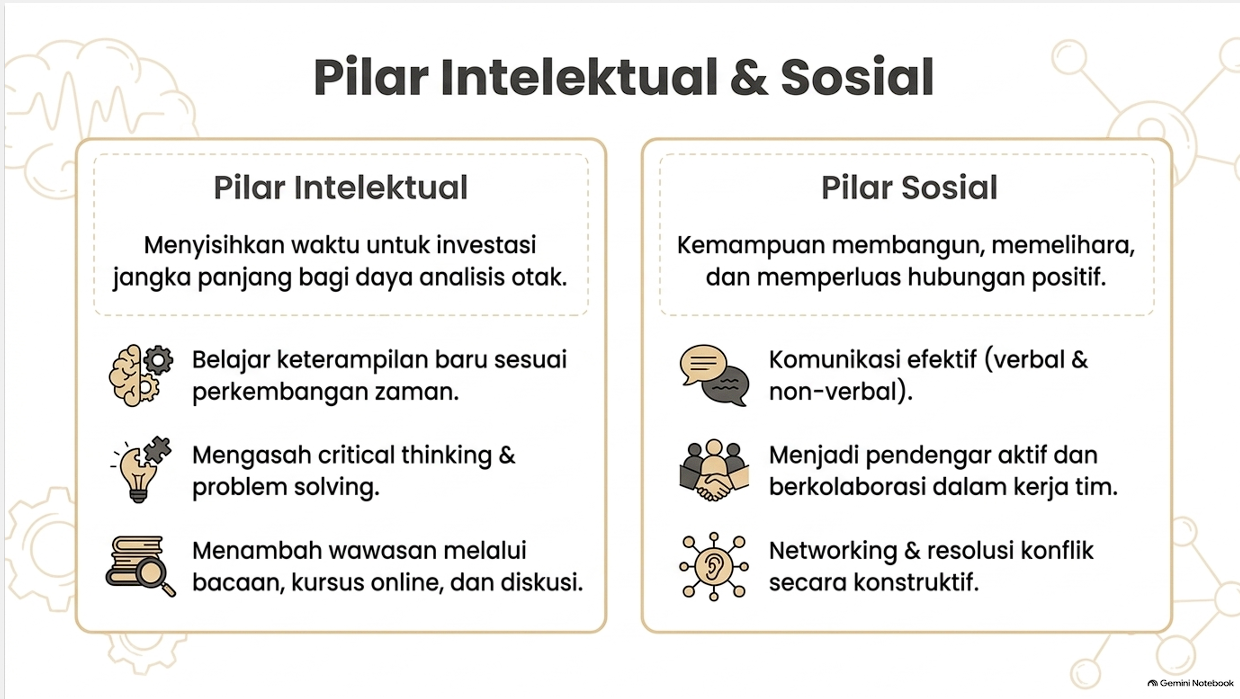 Pilar Intelektual & Sosial
Pilar Intelektual
Menyisihkan waktu untuk investasi
jangka panjang bagi daya analisis otak.
Belajar keterampilan baru sesuai
perkembangan zaman.
Mengasah critical thinking &
problem solving.
Menambah wawasan melalui
bacaan, kursus online, dan diskusi.
Pilar Sosial
Kemampuan membangun, memelihara,
dan memperluas hubungan positif.
Komunikasi efektif (verbal &
non-verbal).
Menjadi pendengar aktif dan
berkolaborasi dalam kerja tim.
Networking & resolusi konflik
secara konstruktif.
Gemini Notebook